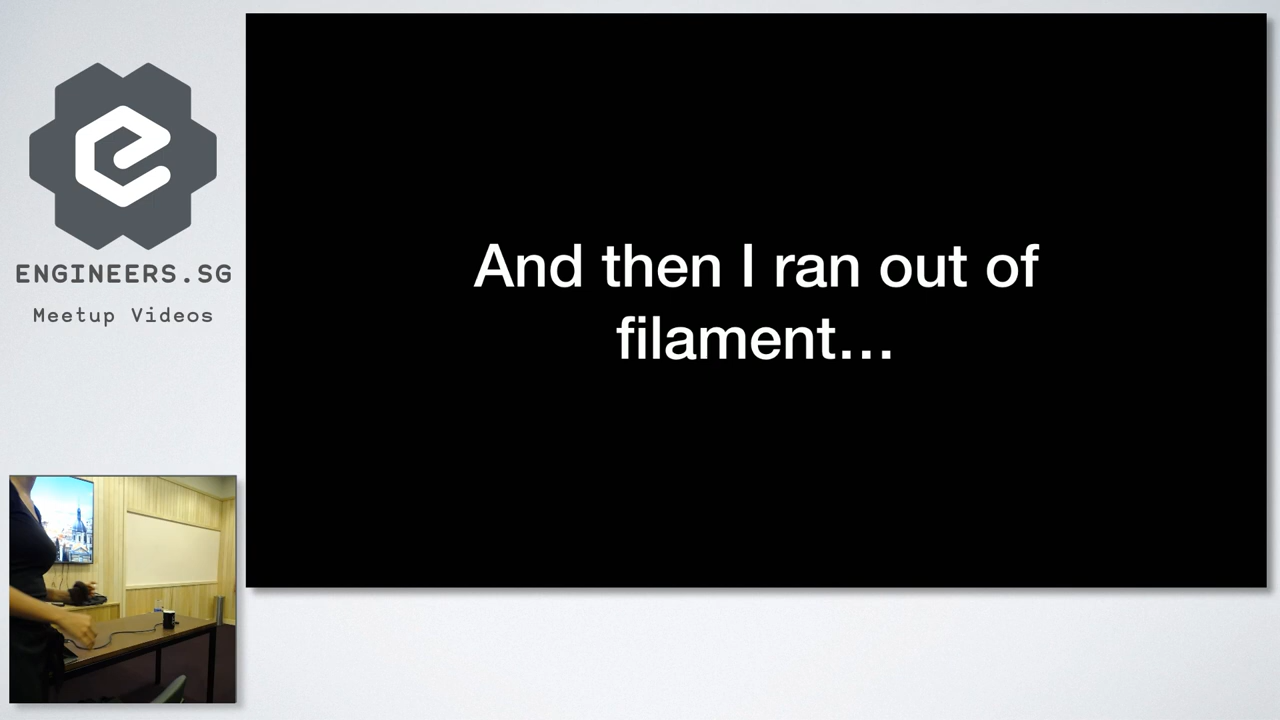 ENGINEERS.SG
Meetup Videos
And then I ran out of
filament...